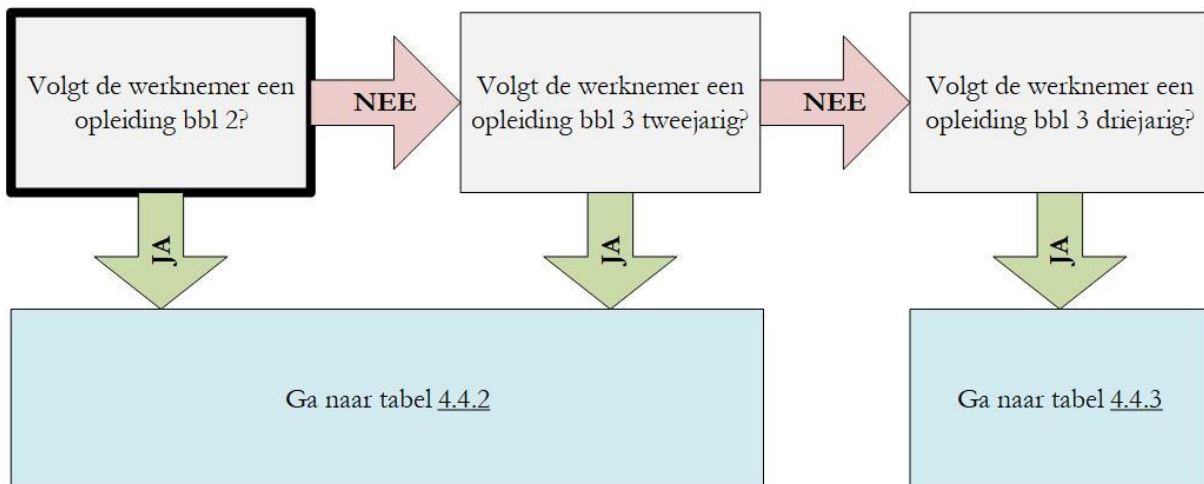 Volgt de werknemer een
opleiding bbl 2?
NEE
Volgt de werknemer een
opleiding bbl 3 tweejarig?
NEE
Volgt de werknemer een
opleiding bbl 3 driejarig?
JA
JA
JA
Ga naar tabel 4.4.2
Ga naar tabel 4.4.3